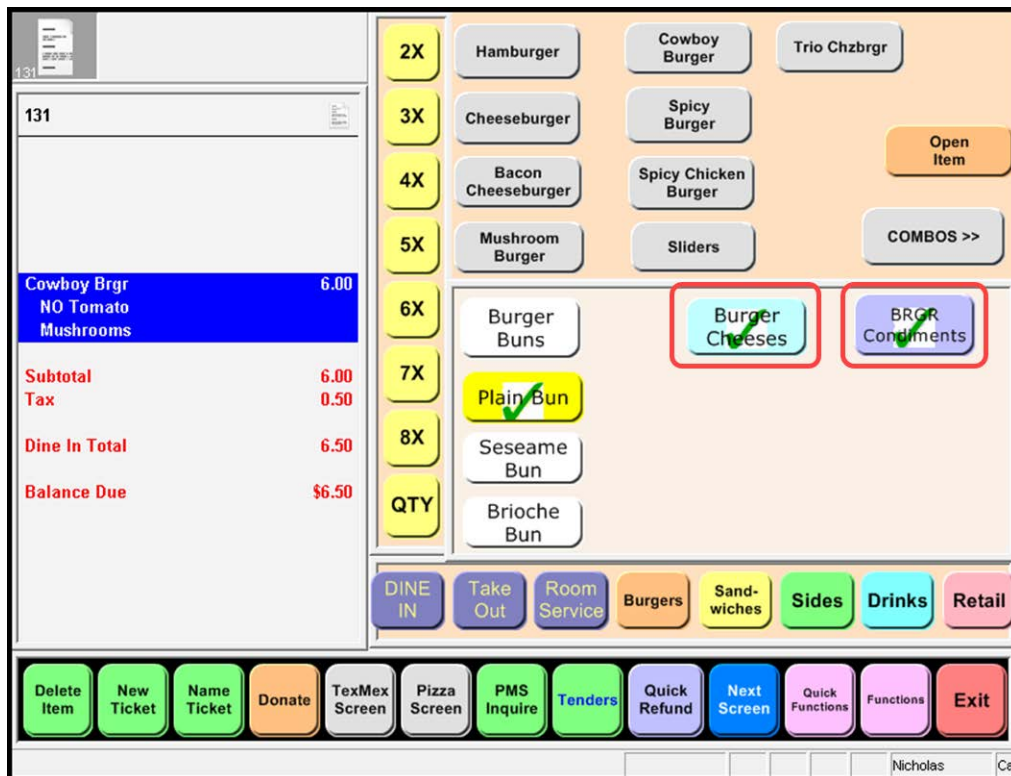 131
131
Cowboy Brgr 6.00
NO Tomato
Mushrooms
Subtotal 6.00
Tax 0.50
Dine In Total 6.50
Balance Due $6.50
2X
3X
4X
5X
6X
7X
8X
QTY
Hamburger
Cowboy
Burger
Trio Chzbrgr
Cheeseburger
Spicy
Burger
Open
Item
Bacon
Cheeseburger
Spicy Chicken
Burger
Mushroom
Burger
Sliders
COMBOS >>
Burger
Buns
Burger
Cheeses
BRGR
Condiments
Plain Bun
Seseame
Bun
Brioche
Bun
DINE
IN
Take
Out
Room
Service
Burgers
Sand-
wiches
Sides
Drinks
Retail
Delete
Item
New
Ticket
Name
Ticket
Donate
TexMex
Screen
Pizza
Screen
PMS
Inquire
Tenders
Quick
Refund
Next
Screen
Quick
Functions
Functions
Exit
Nicholas
Ca